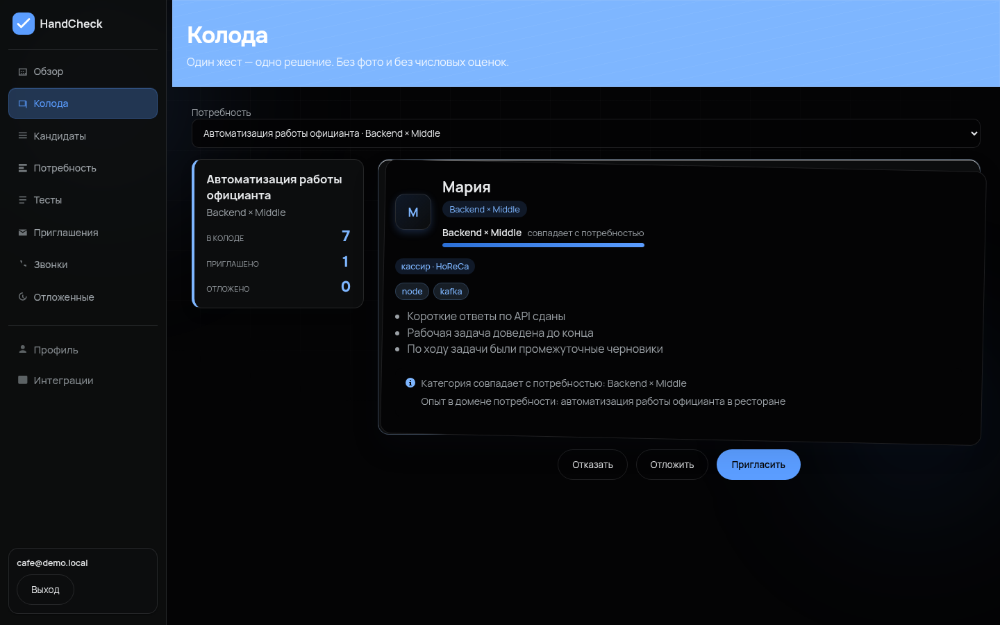 HandCheck
Обзор
Колода
Кандидаты
Потребность
Тесты
Приглашения
Звонки
Отложенные
Профиль
Интеграции
cafe@demo.local
Выход
Колода
Один жест — одно решение. Без фото и без числовых оценок.
Потребность
Автоматизация работы официанта · Backend × Middle
Автоматизация работы
официанта
Backend × Middle
В КОЛОДЕ 7
ПРИГЛАШЕНО 1
ОТЛОЖЕНО 0
М
Мария
Backend × Middle
Backend × Middle совпадает с потребностью
кассир · HoReCa
node kafka
Короткие ответы по API сданы
Рабочая задача доведена до конца
По ходу задачи были промежуточные черновики
Категория совпадает с потребностью: Backend × Middle
Опыт в домене потребности: автоматизация работы официанта в ресторане
Отказать Отложить Пригласить